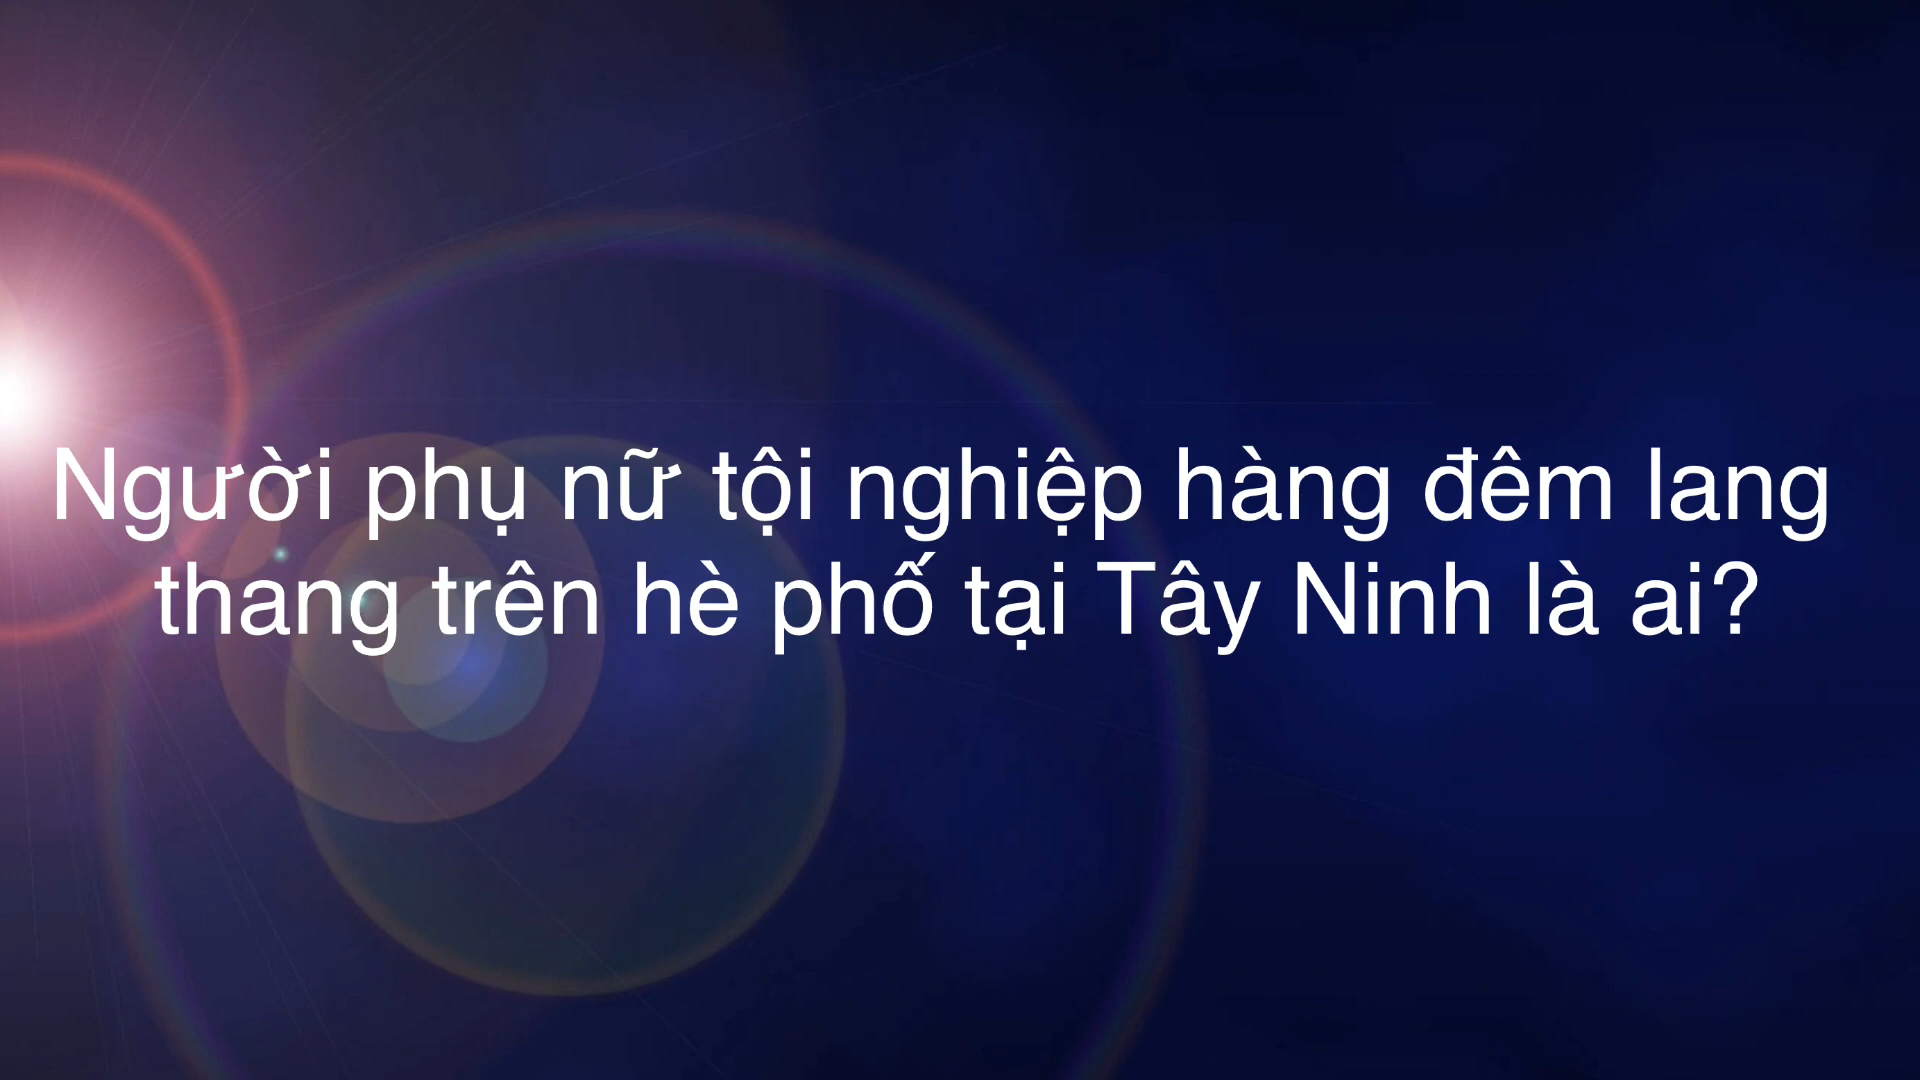 Người phụ nữ tội nghiệp hàng đêm lang
thang trên hè phố tại Tây Ninh là ai?